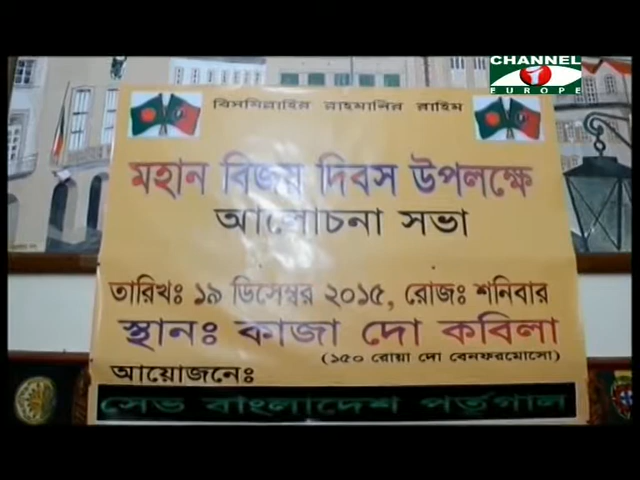 CHANNEL
1
EUROPE
বিসমিল্লাহির রাহমানির রাহিম
মহান বিজয় দিবস উপলক্ষে
আলোচনা সভা
তারিখঃ ১৯ ডিসেম্বর ২০১৫, রোজঃ শনিবার
স্থানঃ কাজা দো কবিলা
(১৫০ রোয়া দো বেনফরমোসো)
আয়োজনেঃ
সেভ বাংলাদেশ পর্তুগাল